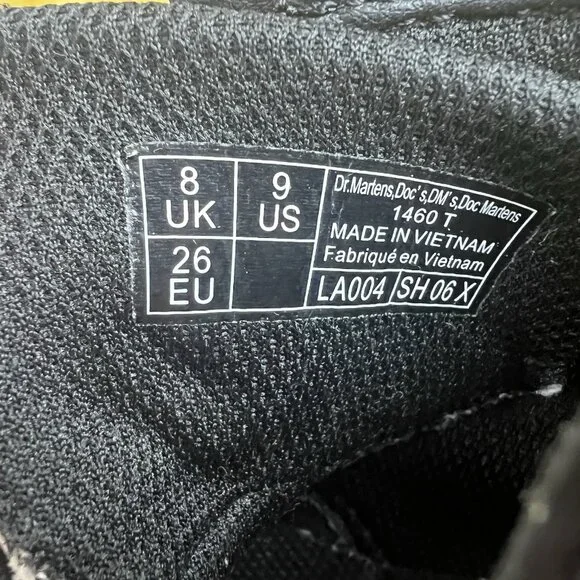 8
UK
9
US
26
EU
Dr.Martens,Doc's,DM's,Doc Martens
1460 T
MADE IN VIETNAM
Fabriqué en Vietnam
LA004
SH 06 X